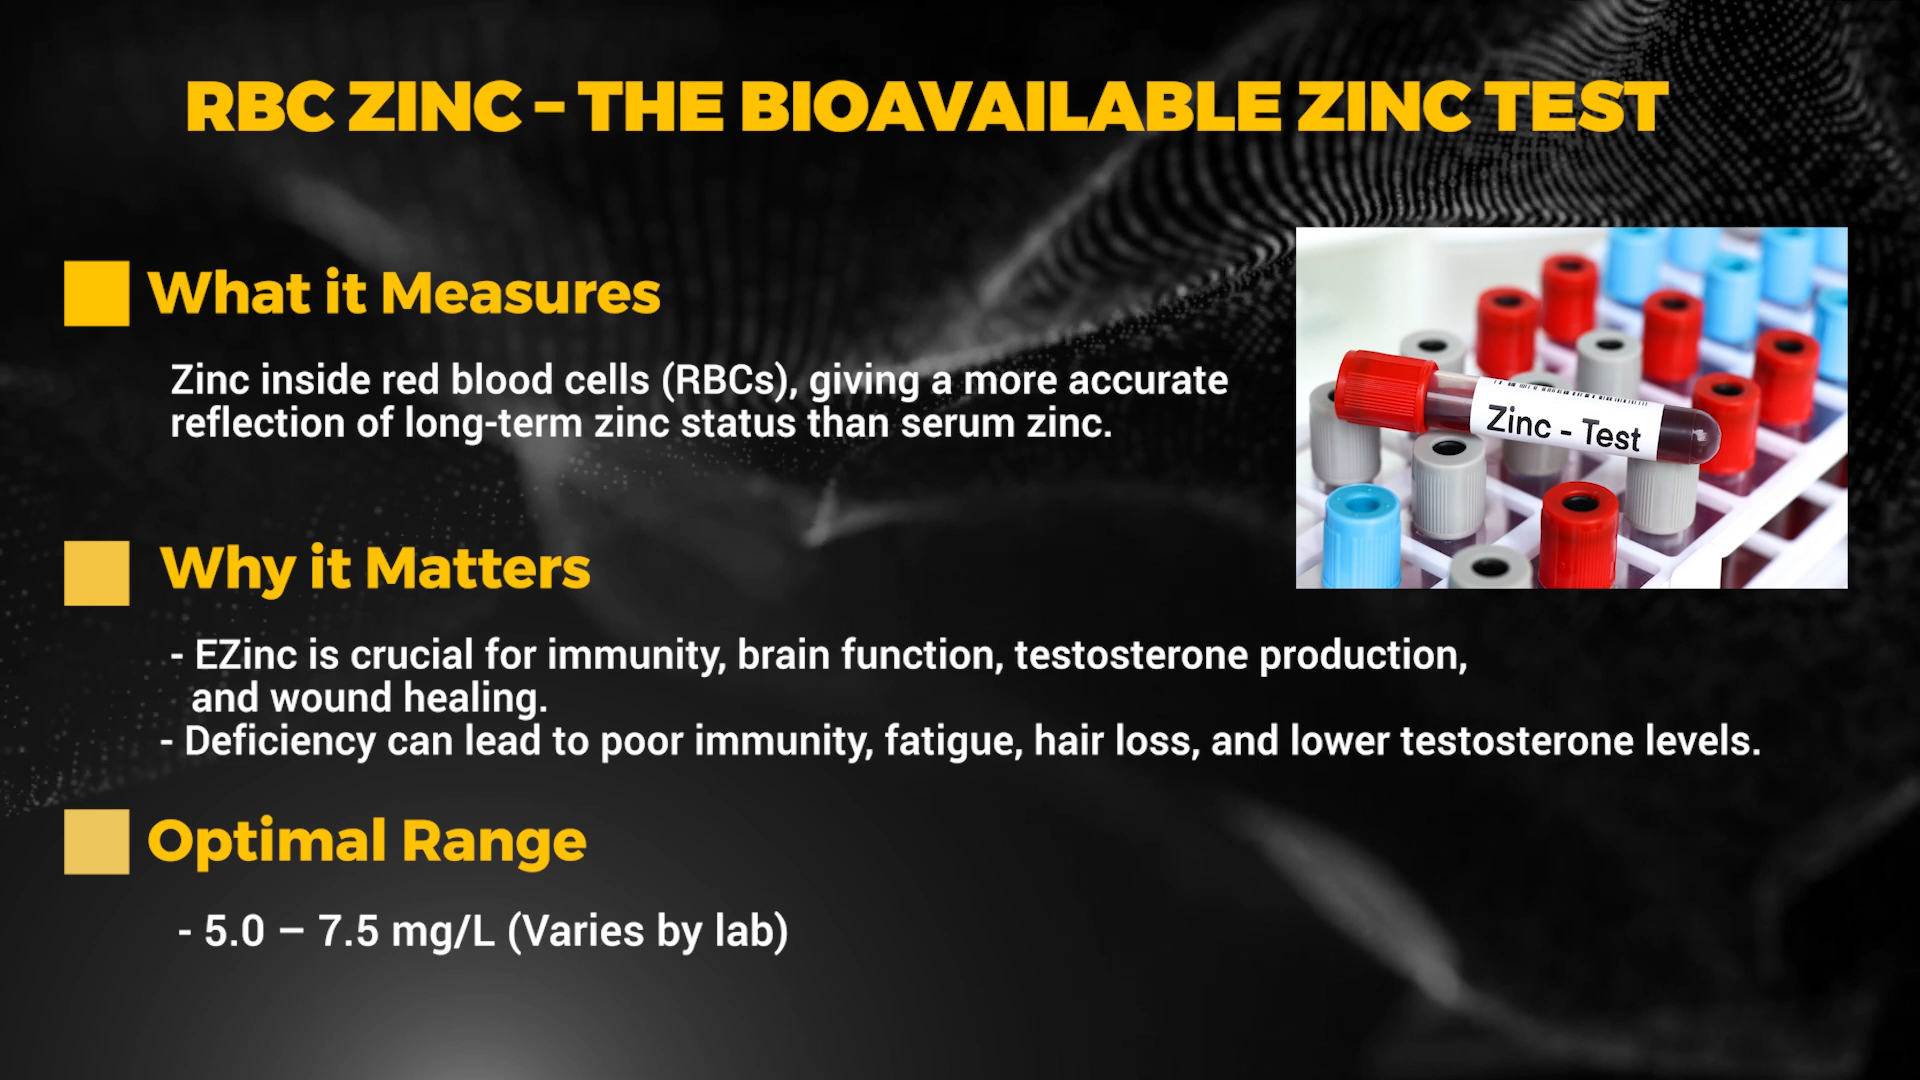 RBC ZINC – THE BIOAVAILABLE ZINC TEST
What it Measures
Zinc inside red blood cells (RBCs), giving a more accurate
reflection of long-term zinc status than serum zinc.
Zinc - Test
Why it Matters
- EZinc is crucial for immunity, brain function, testosterone production,
and wound healing.
- Deficiency can lead to poor immunity, fatigue, hair loss, and lower testosterone levels.
Optimal Range
- 5.0 – 7.5 mg/L (Varies by lab)